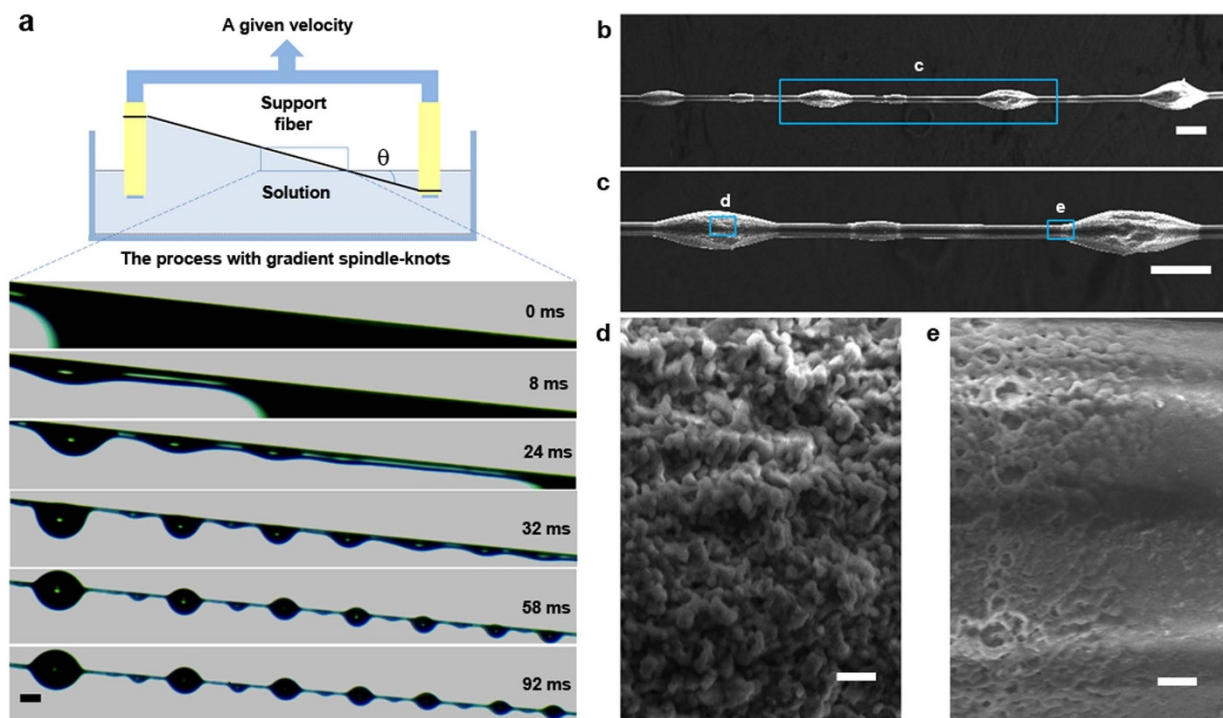 a
A given velocity
Support
fiber
θ
Solution
The process with gradient spindle-knots
0 ms
8 ms
24 ms
32 ms
58 ms
92 ms
b
c
c
d
e
d
e